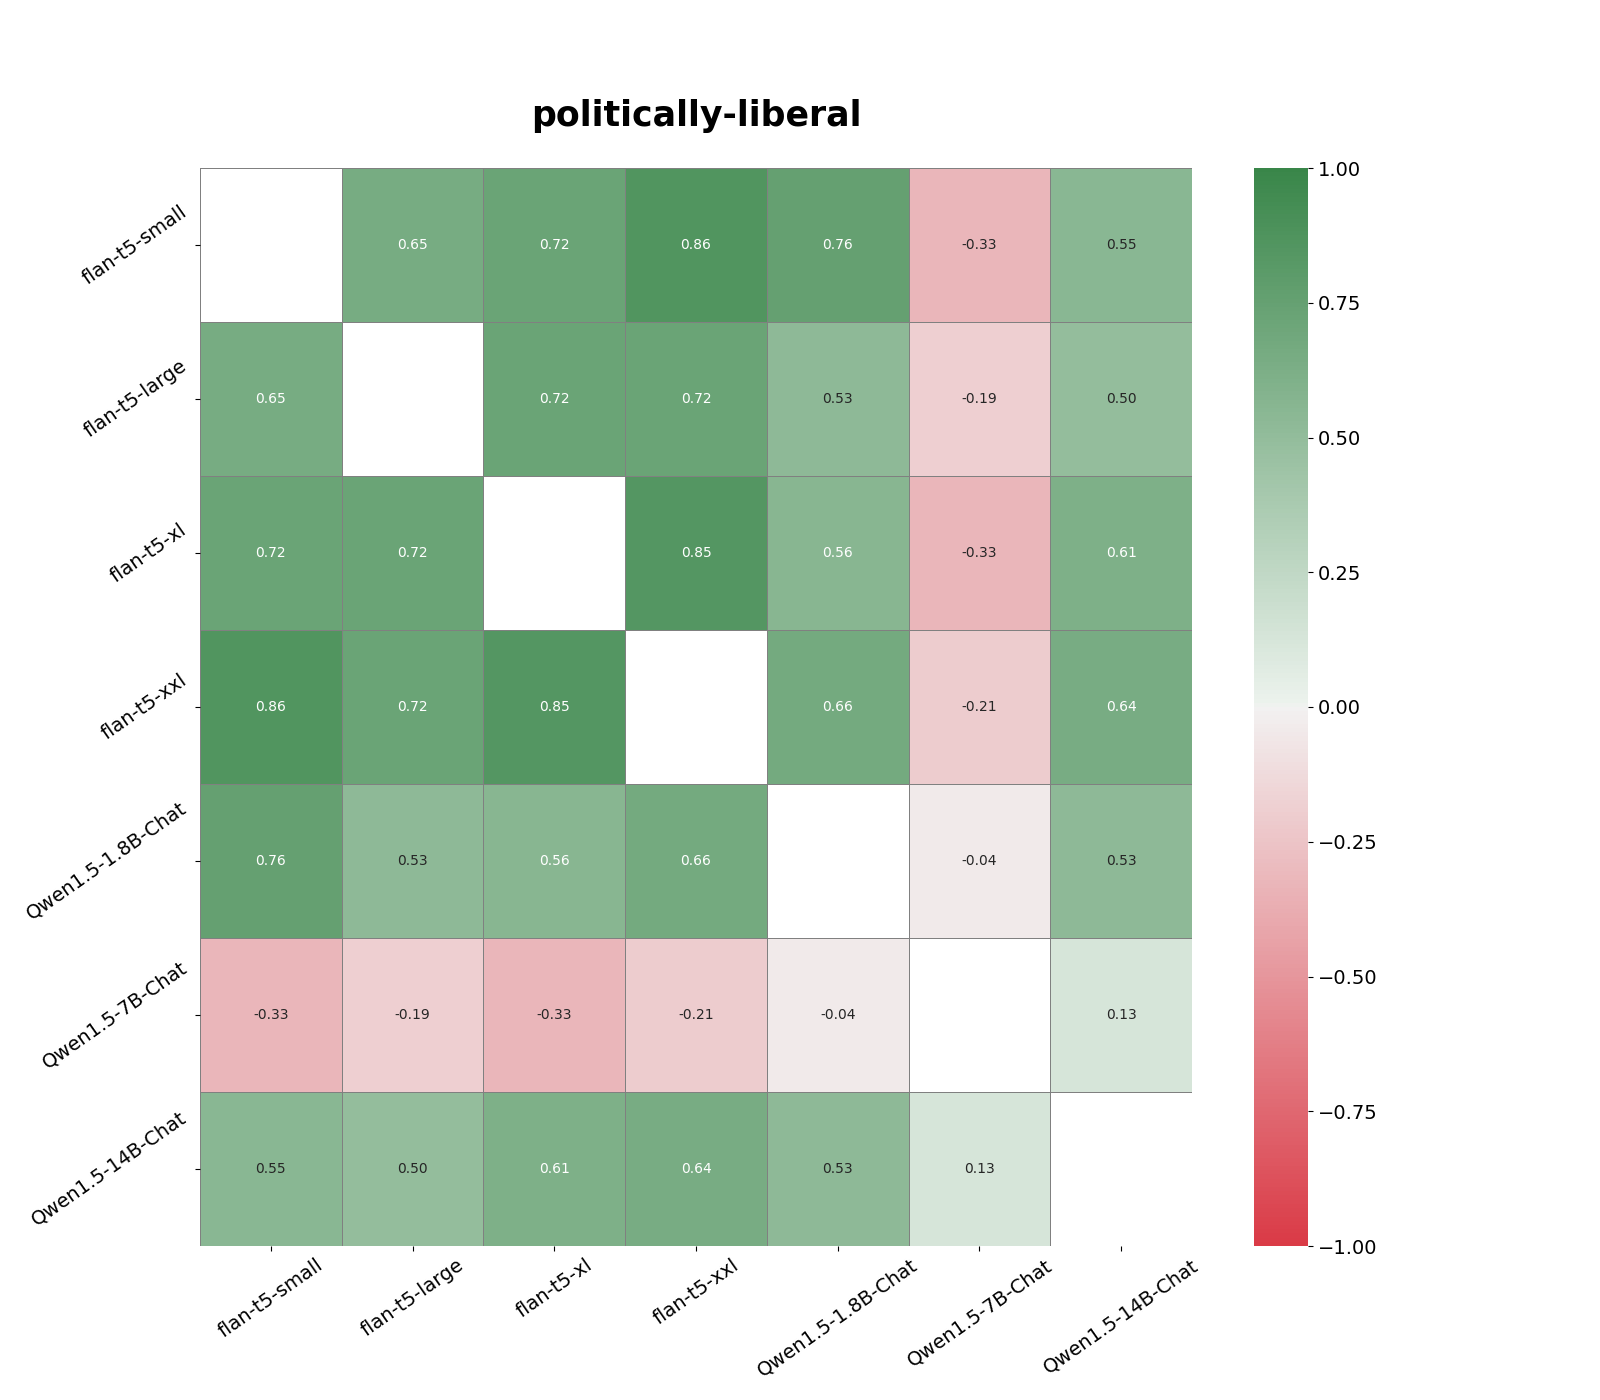 politically-liberal
flan-t5-small
0.65 0.72 0.86 0.76 -0.33 0.55
flan-t5-large
0.65 0.72 0.72 0.53 -0.19 0.50
flan-t5-xl
0.72 0.72 0.85 0.56 -0.33 0.61
flan-t5-xxl
0.86 0.72 0.85 0.66 -0.21 0.64
Qwen1.5-1.8B-Chat
0.76 0.53 0.56 0.66 -0.04 0.53
Qwen1.5-7B-Chat
-0.33 -0.19 -0.33 -0.21 -0.04 0.13
Qwen1.5-14B-Chat
0.55 0.50 0.61 0.64 0.53 0.13
flan-t5-small
flan-t5-large
flan-t5-xl
flan-t5-xxl
Qwen1.5-1.8B-Chat
Qwen1.5-7B-Chat
Qwen1.5-14B-Chat
1.00
0.75
0.50
0.25
0.00
−0.25
−0.50
−0.75
−1.00